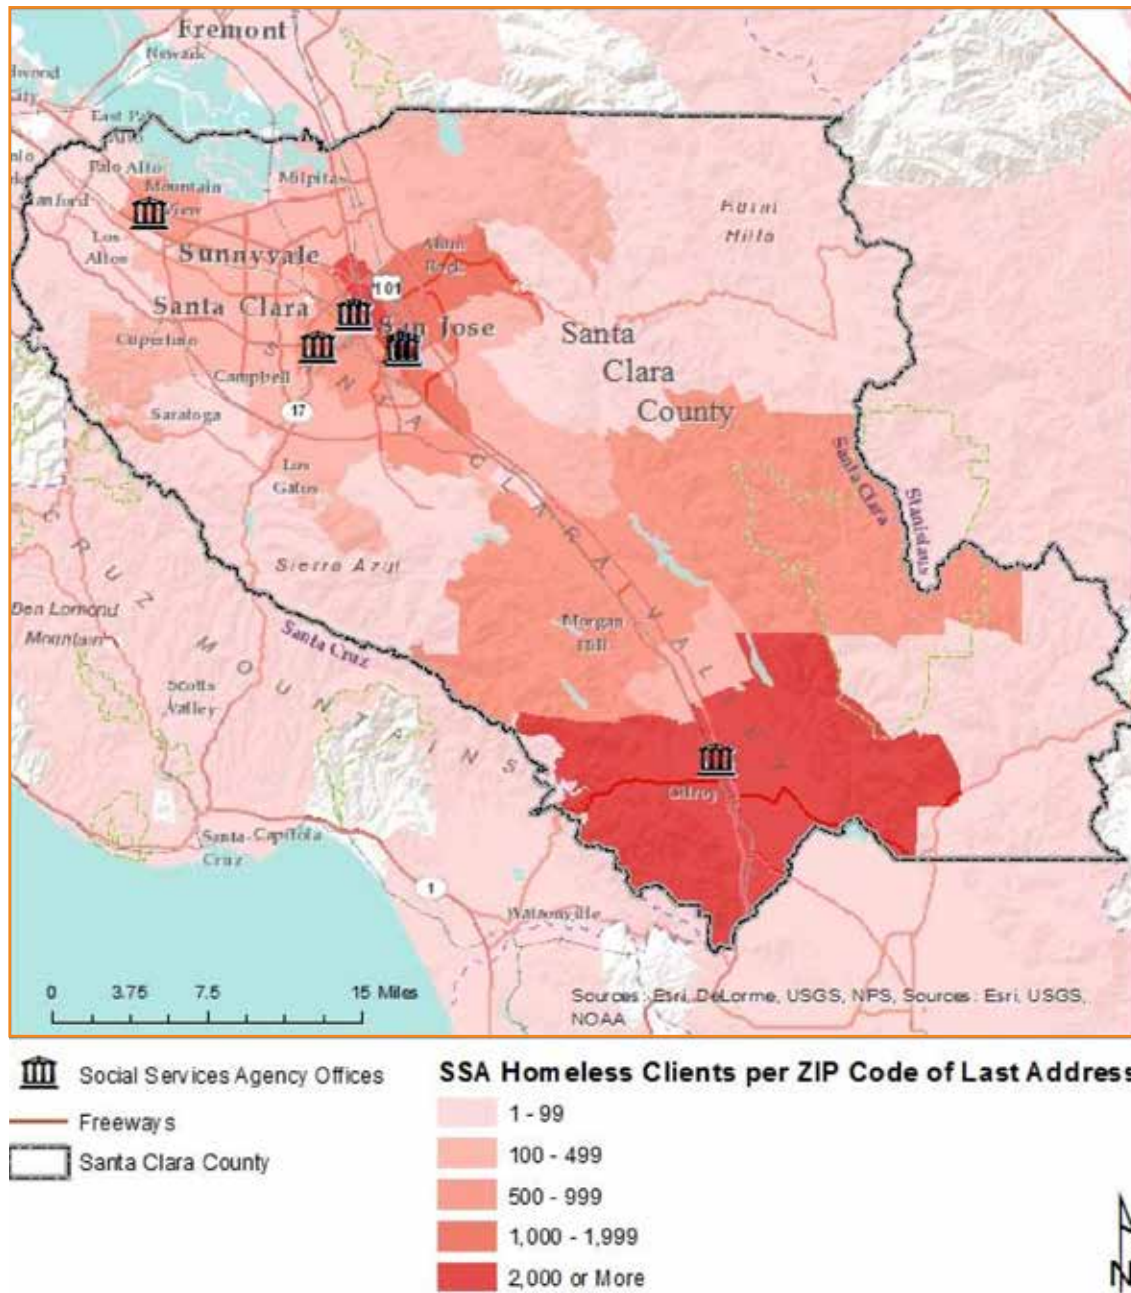 Fremont
Newark
East Palo
Alto
Palo Alto
Mountain
View
Milpitas
Stanford
Los
Altos
Sunnyvale
Alum
Rock
101
Santa Clara
San Jose
Cupertino
Campbell
17
Saratoga
Los
Gatos
Santa
Clara
County
Santa Clara
Stanislaus
SANTA CLARA VALLEY
Sierra Azul
Morgan
Hill
Ben Lomond
Mountain
Santa Cruz
CRUZ MOUNTAINS
Scotts
Valley
Gilroy
Santa
Cruz
Capitola
1
Watsonville
0 3.75 7.5 15 Miles
Sources: Esri, DeLorme, USGS, NPS, Sources: Esri, USGS,
NOAA
Social Services Agency Offices
Freeways
Santa Clara County
SSA Homeless Clients per ZIP Code of Last Address
1 - 99
100 - 499
500 - 999
1,000 - 1,999
2,000 or More
N